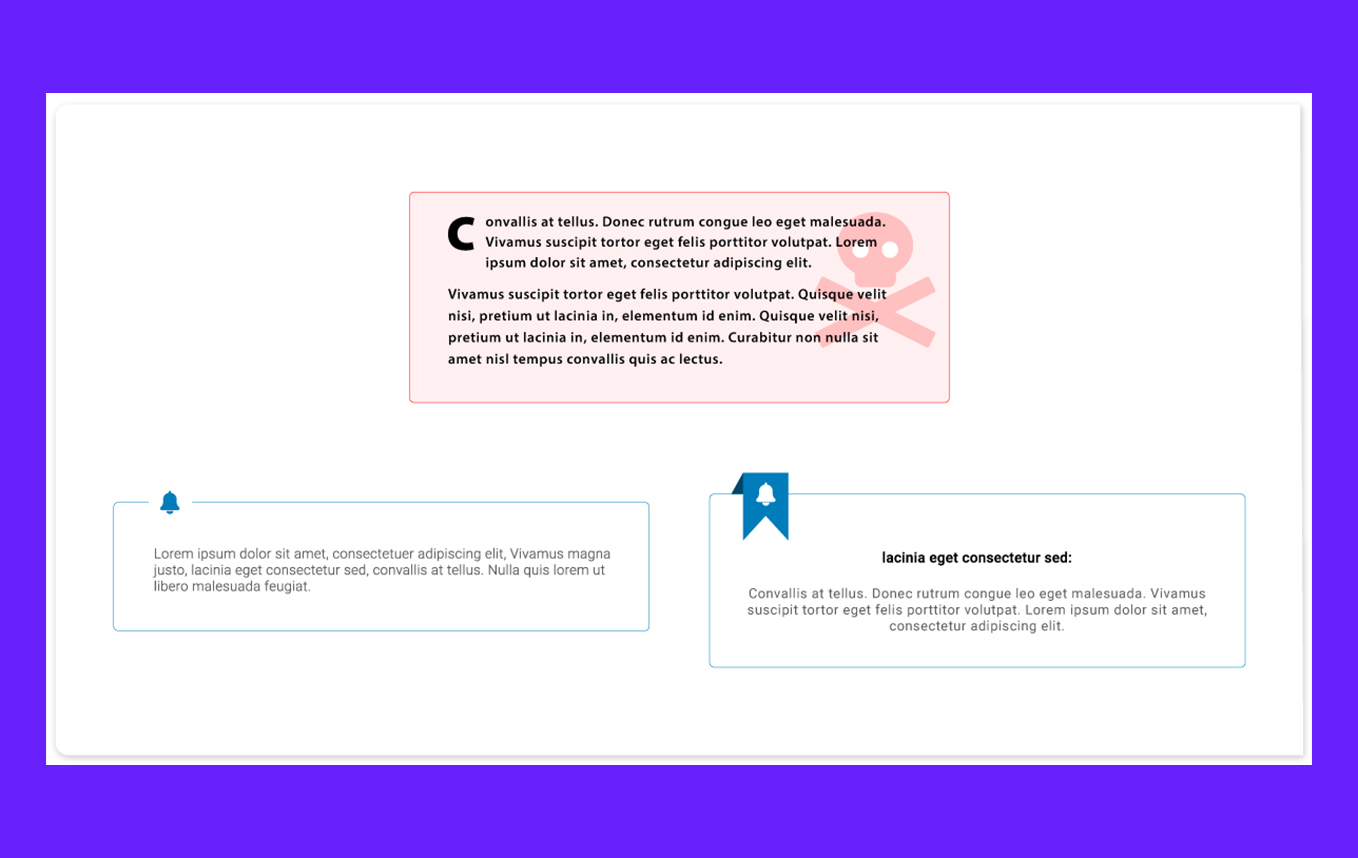 Convallis at tellus. Donec rutrum congue leo eget malesuada.
Vivamus suscipit tortor eget felis porttitor volutpat. Lorem
ipsum dolor sit amet, consectetur adipiscing elit.
Vivamus suscipit tortor eget felis porttitor volutpat. Quisque velit
nisi, pretium ut lacinia in, elementum id enim. Quisque velit nisi,
pretium ut lacinia in, elementum id enim. Curabitur non nulla sit
amet nisl tempus convallis quis ac lectus.
Lorem ipsum dolor sit amet, consectetuer adipiscing elit, Vivamus magna
justo, lacinia eget consectetur sed, convallis at tellus. Nulla quis lorem ut
libero malesuada feugiat.
lacinia eget consectetur sed:
Convallis at tellus. Donec rutrum congue leo eget malesuada. Vivamus
suscipit tortor eget felis porttitor volutpat. Lorem ipsum dolor sit amet,
consectetur adipiscing elit.